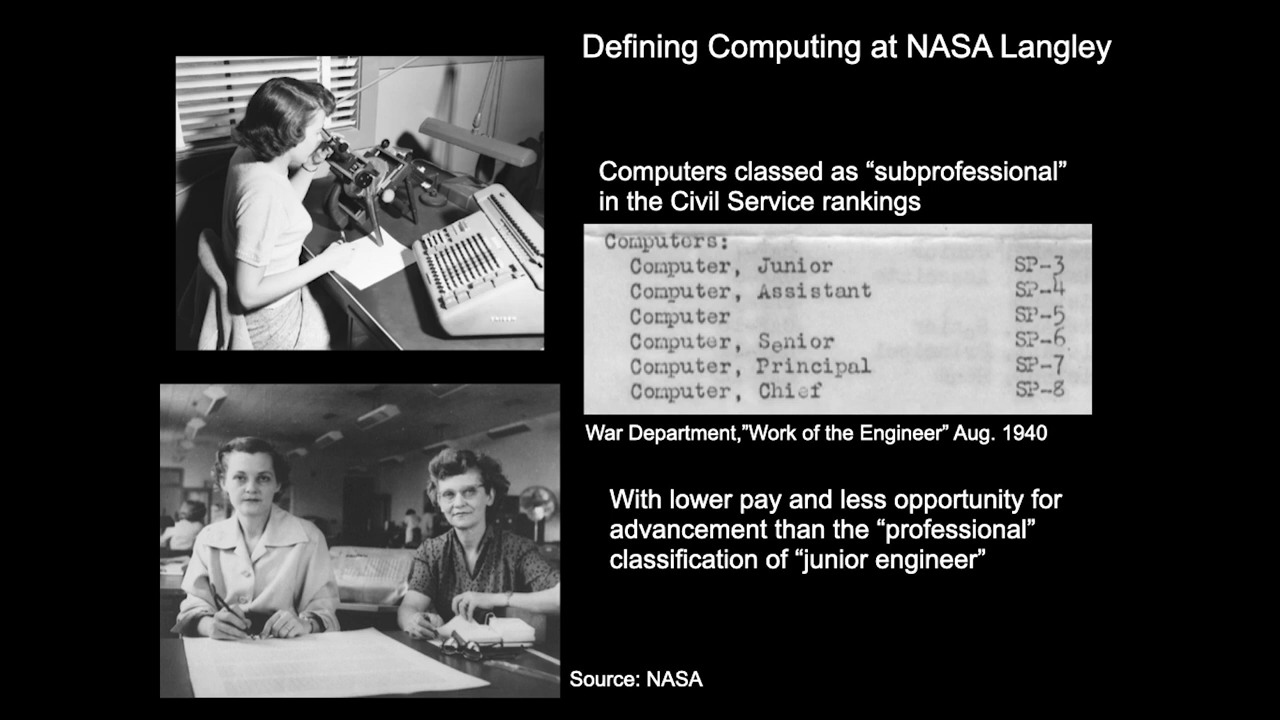 Defining Computing at NASA Langley
Computers classed as “subprofessional”
in the Civil Service rankings
Computers:
Computer, Junior SP-3
Computer, Assistant SP-4
Computer SP-5
Computer, Senior SP-6
Computer, Principal SP-7
Computer, Chief SP-8
War Department,”Work of the Engineer” Aug. 1940
With lower pay and less opportunity for
advancement than the “professional”
classification of “junior engineer”
Source: NASA